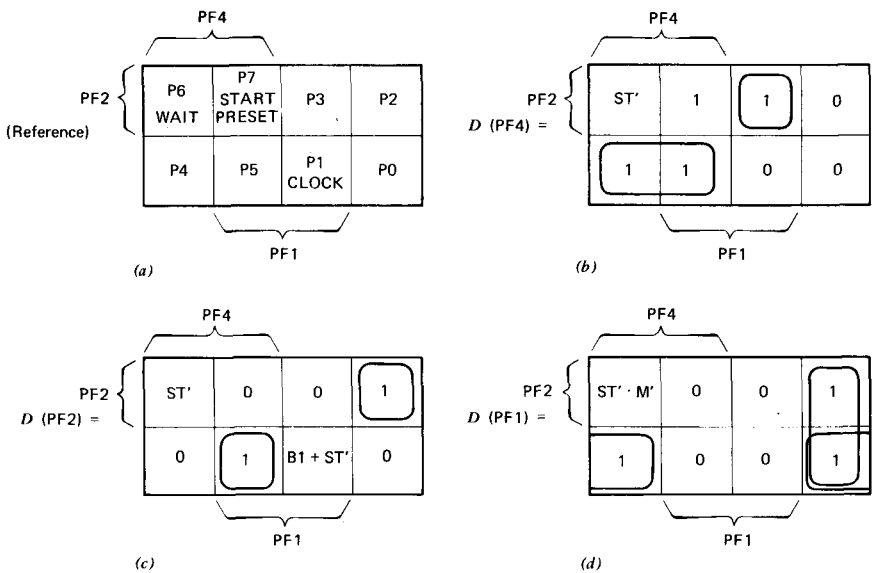 PF4
PF2
(Reference)
P6 WAIT
P7 START PRESET
P3
P2
P4
P5
P1 CLOCK
P0
PF1
(a)
PF4
PF2
D (PF4) =
ST'
1
1
0
1
1
0
0
PF1
(b)
PF4
PF2
D (PF2) =
ST'
0
0
1
0
1
B1 + ST'
0
PF1
(c)
PF4
PF2
D (PF1) =
ST' · M'
0
0
1
1
0
0
1
PF1
(d)